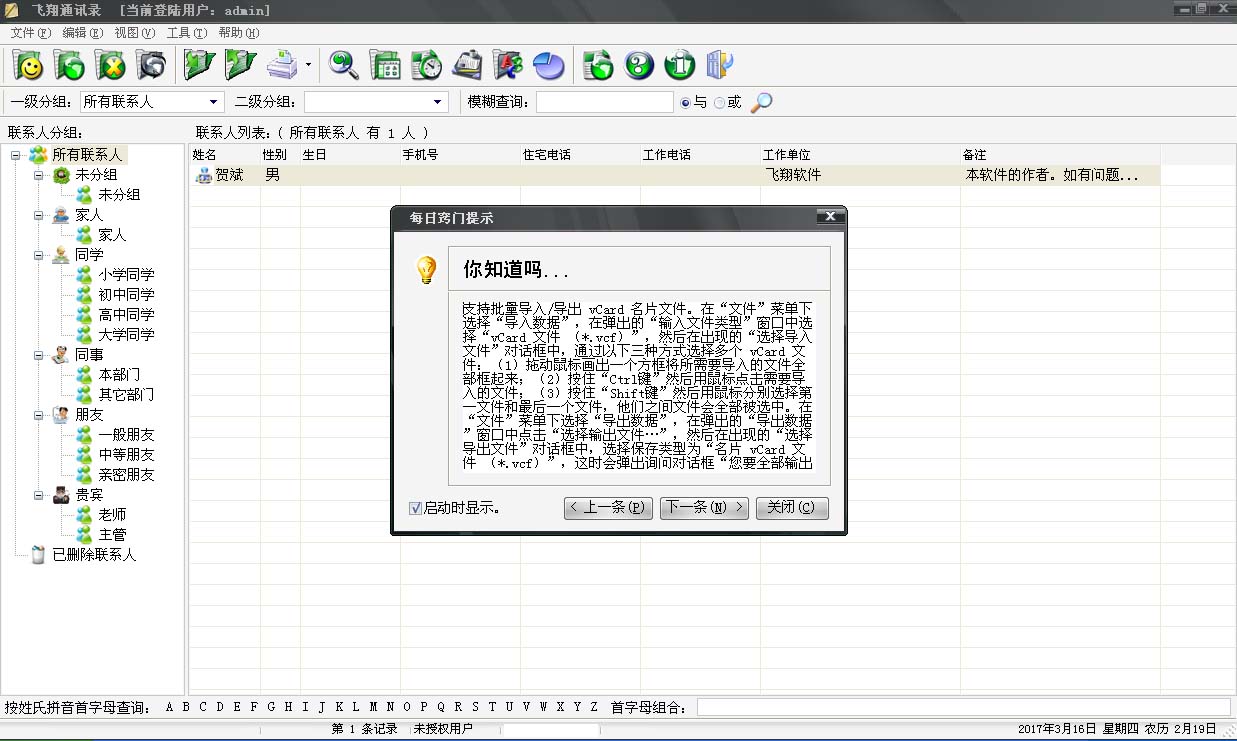 飞翔通讯录 [当前登陆用户：admin]
文件(F) 编辑(E) 视图(V) 工具(T) 帮助(H)
一级分组： 所有联系人 二级分组： 模糊查询： 与 或
联系人分组： 联系人列表：( 所有联系人 有 1 人 )
姓名 性别 生日 手机号 住宅电话 工作电话 工作单位 备注
贺斌 男 飞翔软件 本软件的作者。如有问题...
所有联系人
未分组
未分组
家人
家人
同学
小学同学
初中同学
高中同学
大学同学
同事
本部门
其它部门
朋友
一般朋友
中等朋友
亲密朋友
贵宾
老师
主管
已删除联系人
每日窍门提示
你知道吗...
支持批量导入/导出 vCard 名片文件。在“文件”菜单下
选择“导入数据”，在弹出的“输入文件类型”窗口中选
择“vCard 文件 （*.vcf）”，然后在出现的“选择导入
文件”对话框中，通过以下三种方式选择多个 vCard 文
件：（1）拖动鼠标画出一个方框将所需要导入的文件全
部框起来；（2）按住“Ctrl键”然后用鼠标点击需要导
入的文件；（3）按住“Shift键”然后用鼠标分别选择第
一文件和最后一个文件，他们之间文件会全部被选中。在
“文件”菜单下选择“导出数据”，在弹出的“导出数据
”窗口中点击“选择输出文件…”，然后在出现的“选择
导出文件”对话框中，选择保存类型为“名片 vCard 文
件 （*.vcf）”，这时会弹出询问对话框“您要全部输出
启动时显示。 < 上一条(P) 下一条(N) > 关闭(C)
按姓氏拼音首字母查询： A B C D E F G H I J K L M N O P Q R S T U V W X Y Z 首字母组合：
第 1 条记录 未授权用户 2017年3月16日 星期四 农历 2月19日